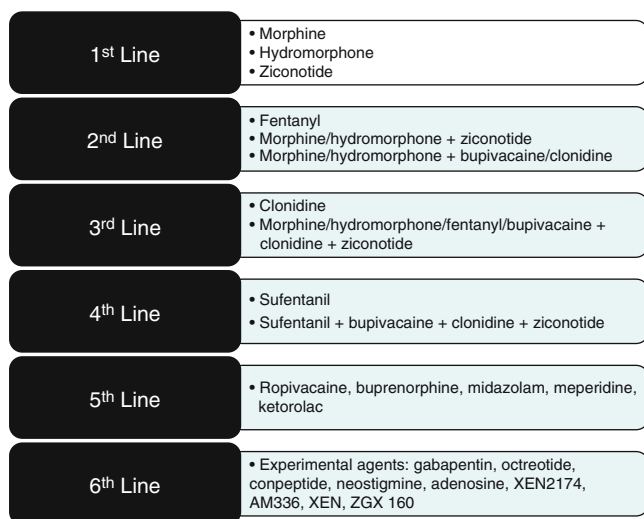 1st Line
• Morphine
• Hydromorphone
• Ziconotide
2nd Line
• Fentanyl
• Morphine/hydromorphone + ziconotide
• Morphine/hydromorphone + bupivacaine/clonidine
3rd Line
• Clonidine
• Morphine/hydromorphone/fentanyl/bupivacaine +
clonidine + ziconotide
4th Line
• Sufentanil
• Sufentanil + bupivacaine + clonidine + ziconotide
5th Line
• Ropivacaine, buprenorphine, midazolam, meperidine,
ketorolac
6th Line
• Experimental agents: gabapentin, octreotide,
conpeptide, neostigmine, adenosine, XEN2174,
AM336, XEN, ZGX 160